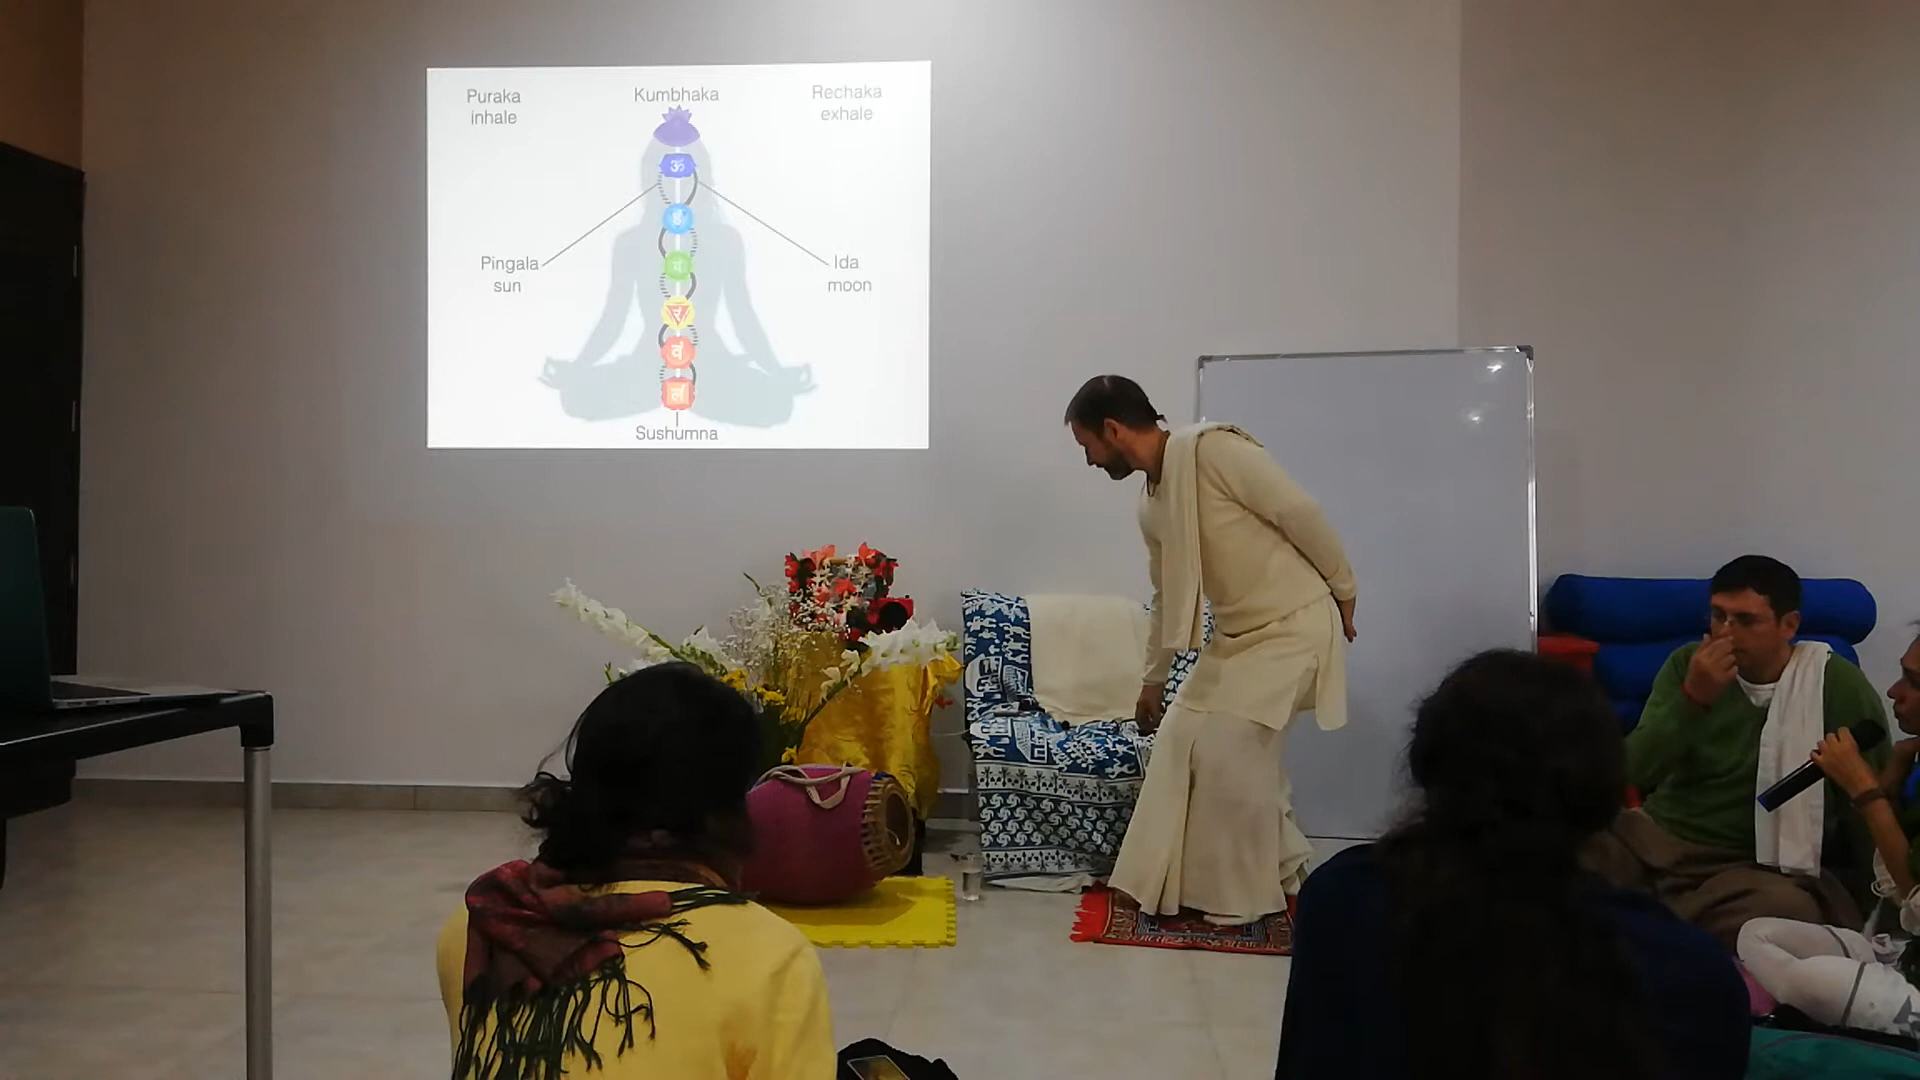 Puraka
inhale
Kumbhaka
Rechaka
exhale
ॐ
हं
यं
Pingala
sun
Ida
moon
रं
वं
लं
Sushumna